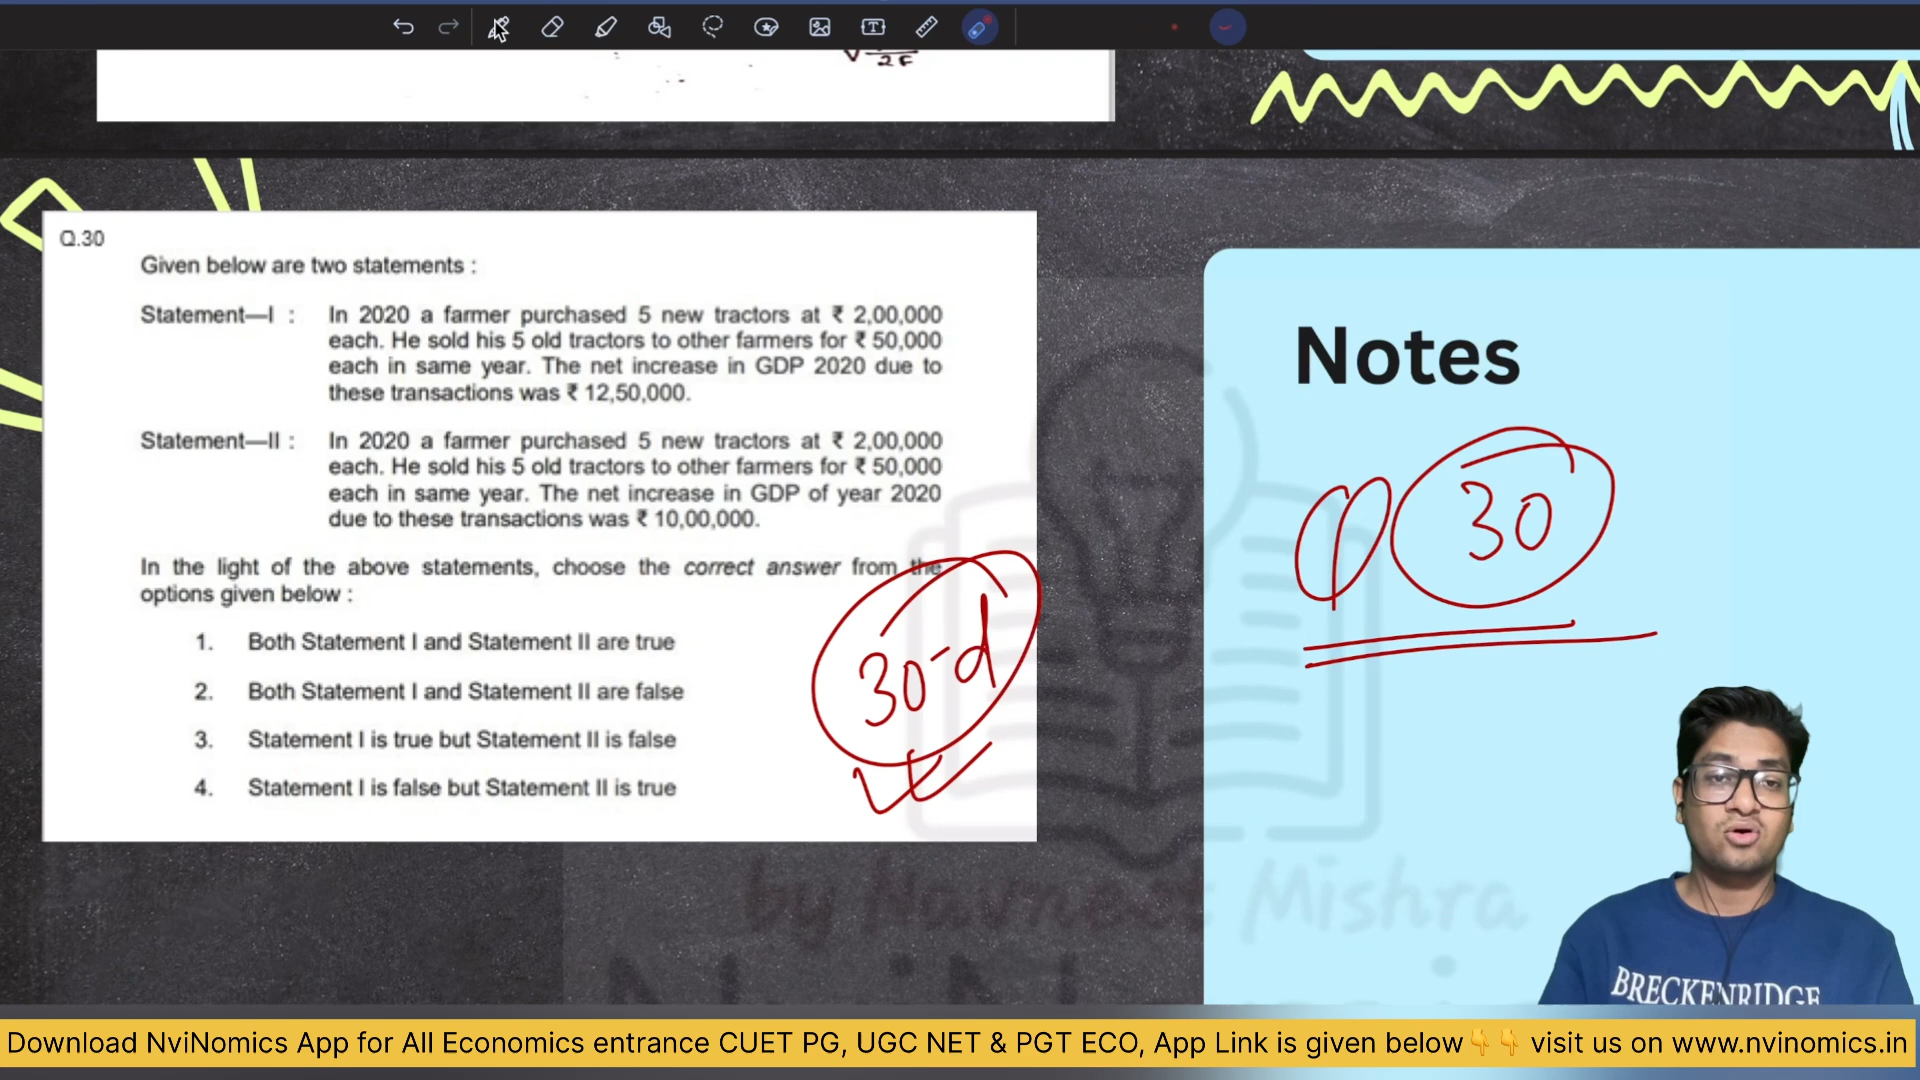 2F
Q.30
Given below are two statements :
Statement—I : In 2020 a farmer purchased 5 new tractors at ₹ 2,00,000
each. He sold his 5 old tractors to other farmers for ₹ 50,000
each in same year. The net increase in GDP 2020 due to
these transactions was ₹ 12,50,000.
Statement—II : In 2020 a farmer purchased 5 new tractors at ₹ 2,00,000
each. He sold his 5 old tractors to other farmers for ₹ 50,000
each in same year. The net increase in GDP of year 2020
due to these transactions was ₹ 10,00,000.
In the light of the above statements, choose the correct answer from the
options given below :
1. Both Statement I and Statement II are true
2. Both Statement I and Statement II are false
3. Statement I is true but Statement II is false
4. Statement I is false but Statement II is true
30-d
Notes
30
by Navneet Mishra
BRECKENRIDGE
Download NviNomics App for All Economics entrance CUET PG, UGC NET & PGT ECO, App Link is given below👇👇 visit us on www.nvinomics.in